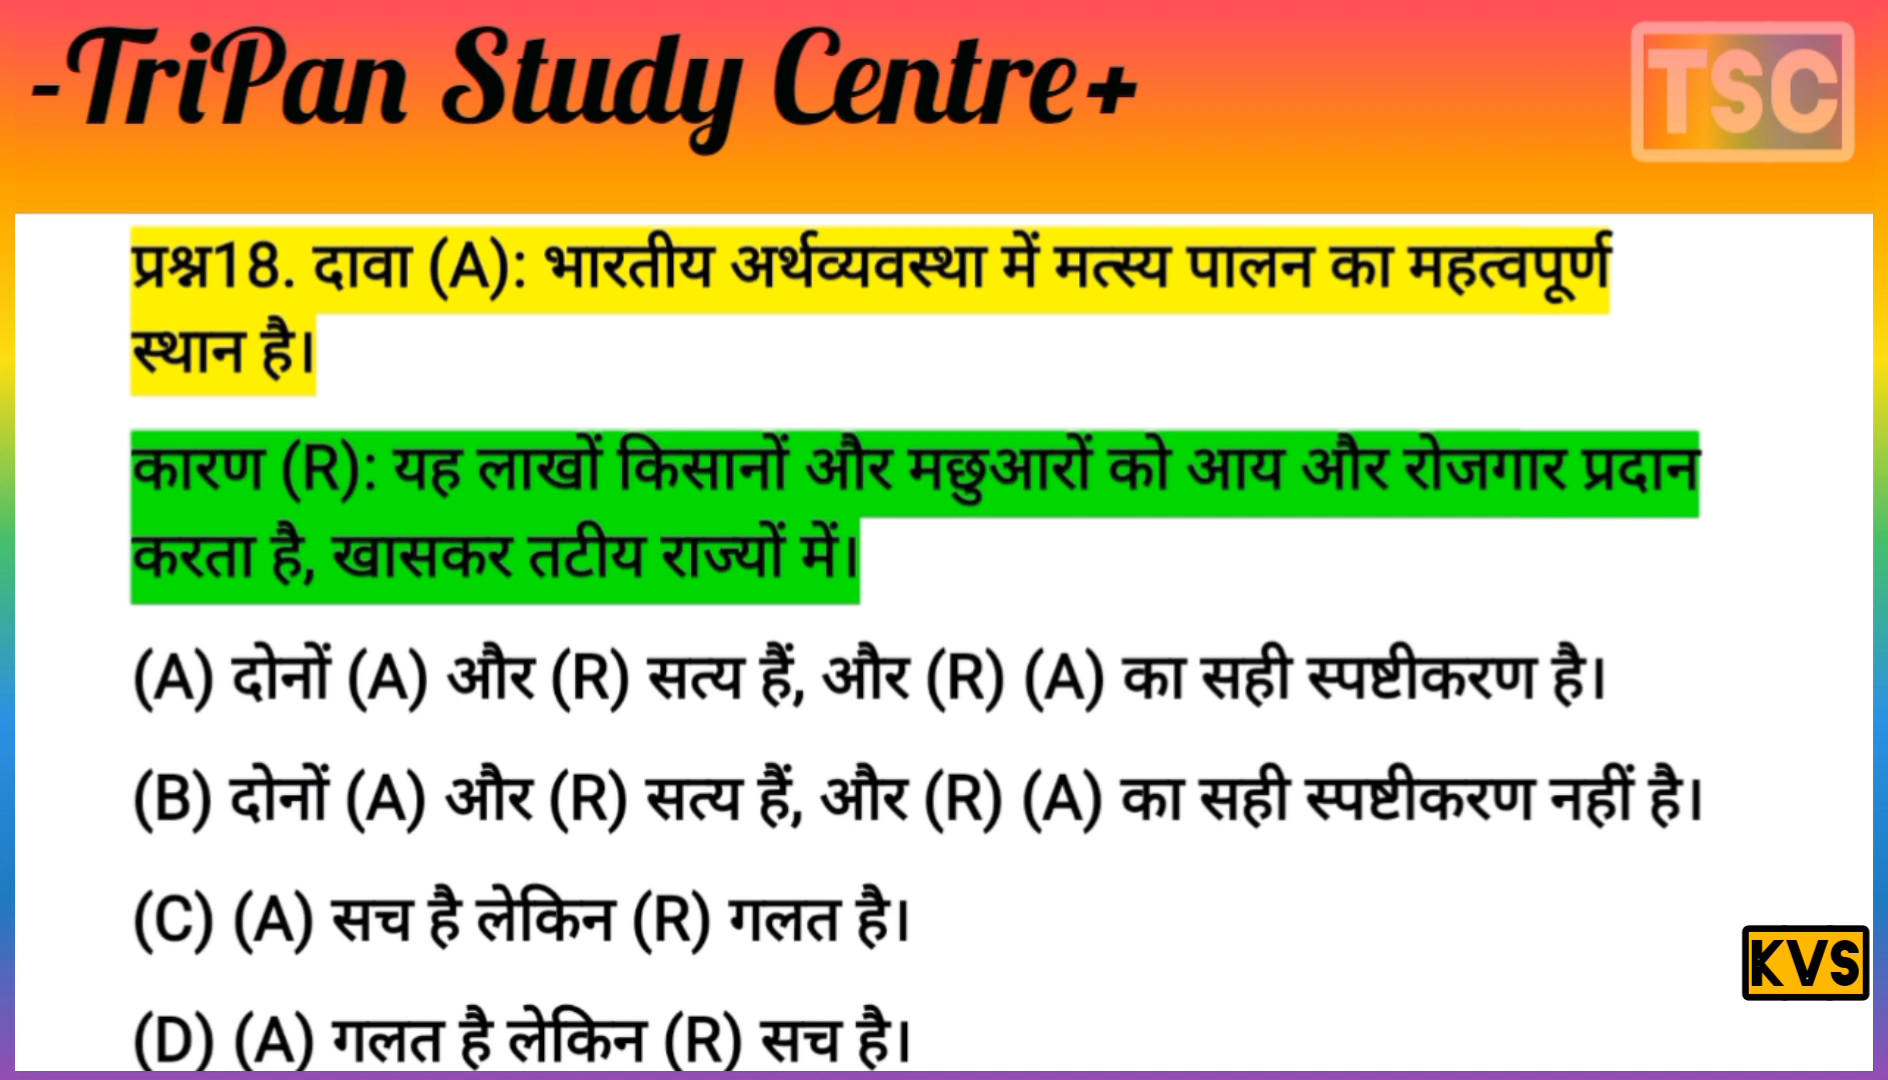 -TriPan Study Centre+
TSC
प्रश्न18. दावा (A): भारतीय अर्थव्यवस्था में मत्स्य पालन का महत्वपूर्ण
स्थान है।
कारण (R): यह लाखों किसानों और मछुआरों को आय और रोजगार प्रदान
करता है, खासकर तटीय राज्यों में।
(A) दोनों (A) और (R) सत्य हैं, और (R) (A) का सही स्पष्टीकरण है।
(B) दोनों (A) और (R) सत्य हैं, और (R) (A) का सही स्पष्टीकरण नहीं है।
(C) (A) सच है लेकिन (R) गलत है।
KVS
(D) (A) गलत है लेकिन (R) सच है।